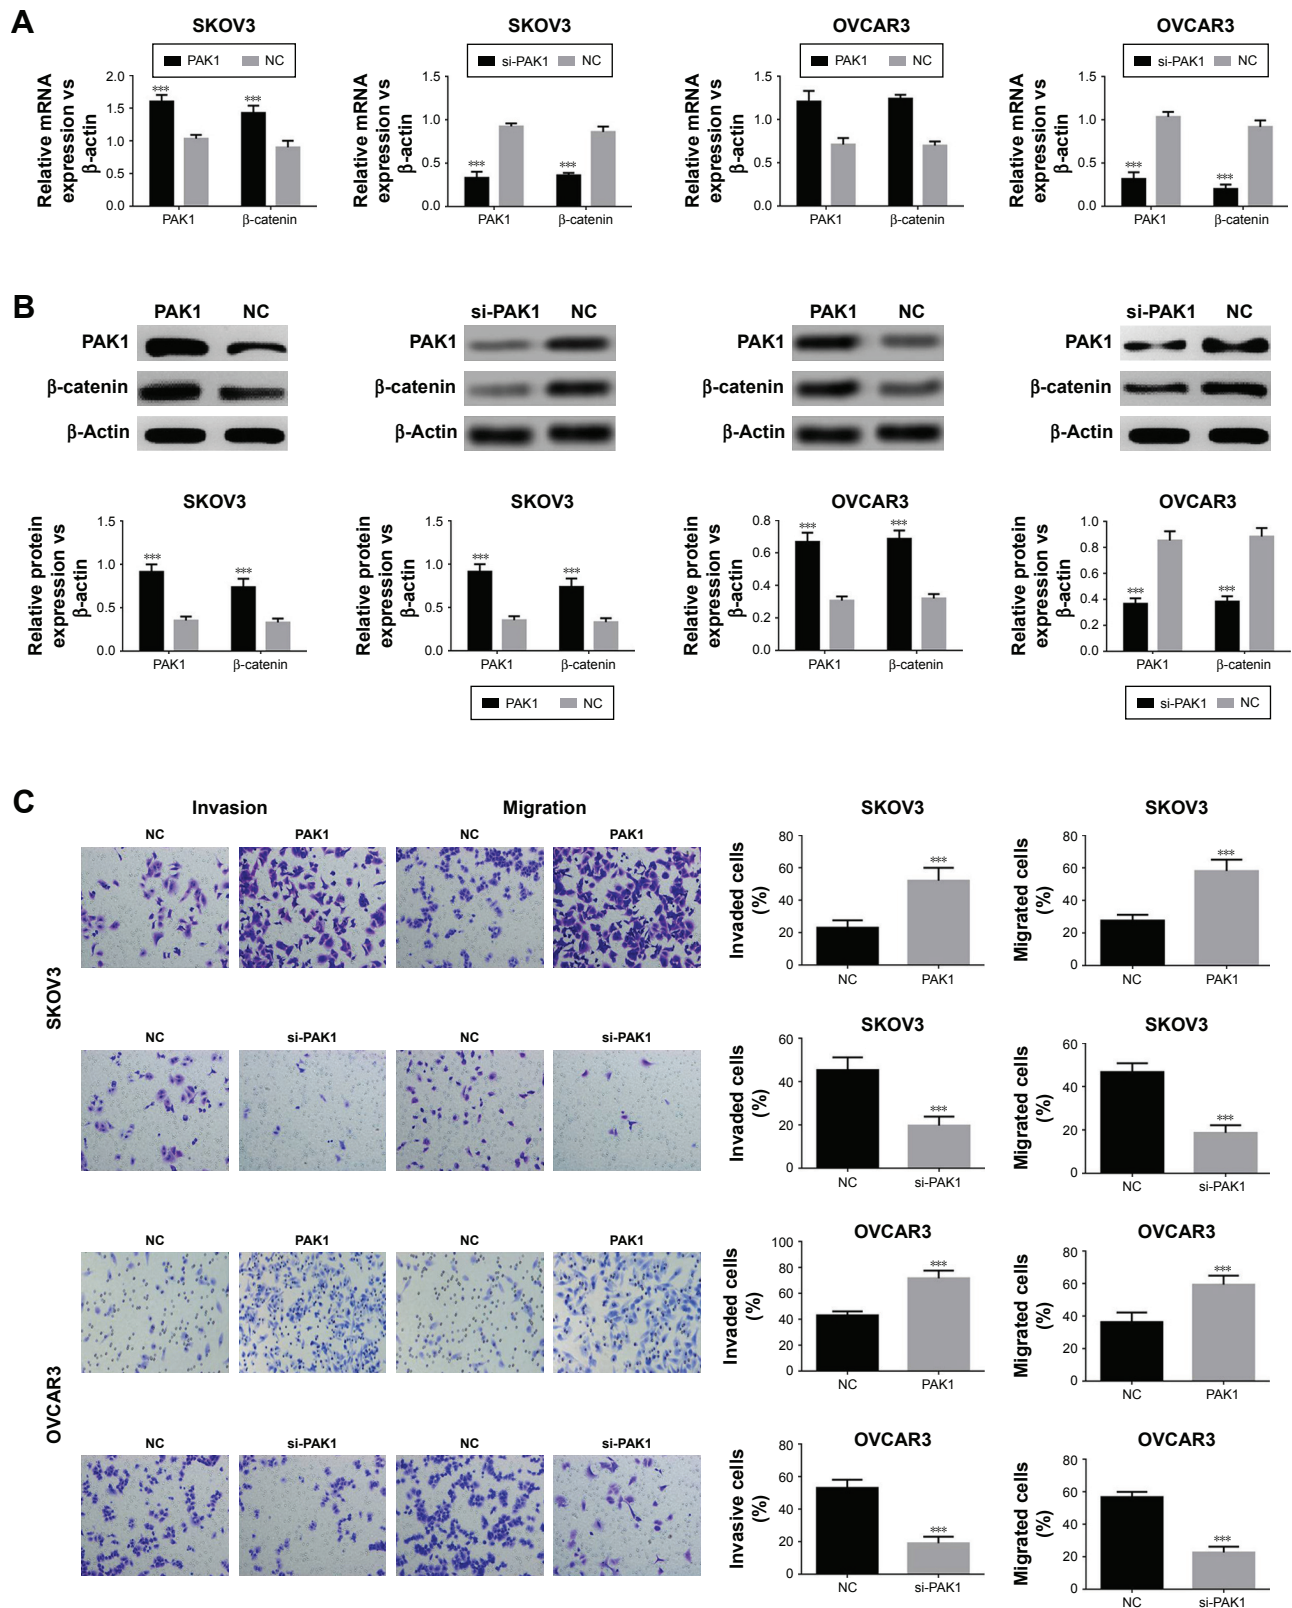 A
SKOV3
PAK1 NC
Relative mRNA
expression vs
β-actin
2.0
1.5
1.0
0.5
0.0
***
***
PAK1 β-catenin
SKOV3
si-PAK1 NC
Relative mRNA
expression vs
β-actin
1.5
1.0
0.5
0.0
***
***
PAK1 β-catenin
OVCAR3
PAK1 NC
Relative mRNA
expression vs
β-actin
1.5
1.0
0.5
0.0
PAK1 β-catenin
OVCAR3
si-PAK1 NC
Relative mRNA
expression vs
β-actin
1.5
1.0
0.5
0.0
***
***
PAK1 β-catenin
B
PAK1 NC
PAK1
β-catenin
β-Actin
si-PAK1 NC
PAK1
β-catenin
β-Actin
PAK1 NC
PAK1
β-catenin
β-Actin
si-PAK1 NC
PAK1
β-catenin
β-Actin
SKOV3
Relative protein
expression vs
β-actin
1.5
1.0
0.5
0.0
***
***
PAK1 β-catenin
SKOV3
Relative protein
expression vs
β-actin
1.5
1.0
0.5
0.0
***
***
PAK1 β-catenin
PAK1 NC
OVCAR3
Relative protein
expression vs
β-actin
0.8
0.6
0.4
0.2
0.0
***
***
PAK1 β-catenin
OVCAR3
Relative protein
expression vs
β-actin
1.0
0.8
0.6
0.4
0.2
0.0
***
***
PAK1 β-catenin
si-PAK1 NC
C
Invasion Migration
SKOV3
NC PAK1 NC PAK1
SKOV3
Invaded cells
(%)
80
60
40
20
0
***
NC PAK1
SKOV3
Migrated cells
(%)
80
60
40
20
0
***
NC PAK1
NC si-PAK1 NC si-PAK1
SKOV3
Invaded cells
(%)
60
40
20
0
***
NC si-PAK1
SKOV3
Migrated cells
(%)
60
40
20
0
***
NC si-PAK1
OVCAR3
NC PAK1 NC PAK1
OVCAR3
Invaded cells
(%)
100
80
60
40
20
0
***
NC PAK1
OVCAR3
Migrated cells
(%)
80
60
40
20
0
***
NC PAK1
NC si-PAK1 NC si-PAK1
OVCAR3
Invasive cells
(%)
80
60
40
20
0
***
NC si-PAK1
OVCAR3
Migrated cells
(%)
80
60
40
20
0
***
NC si-PAK1